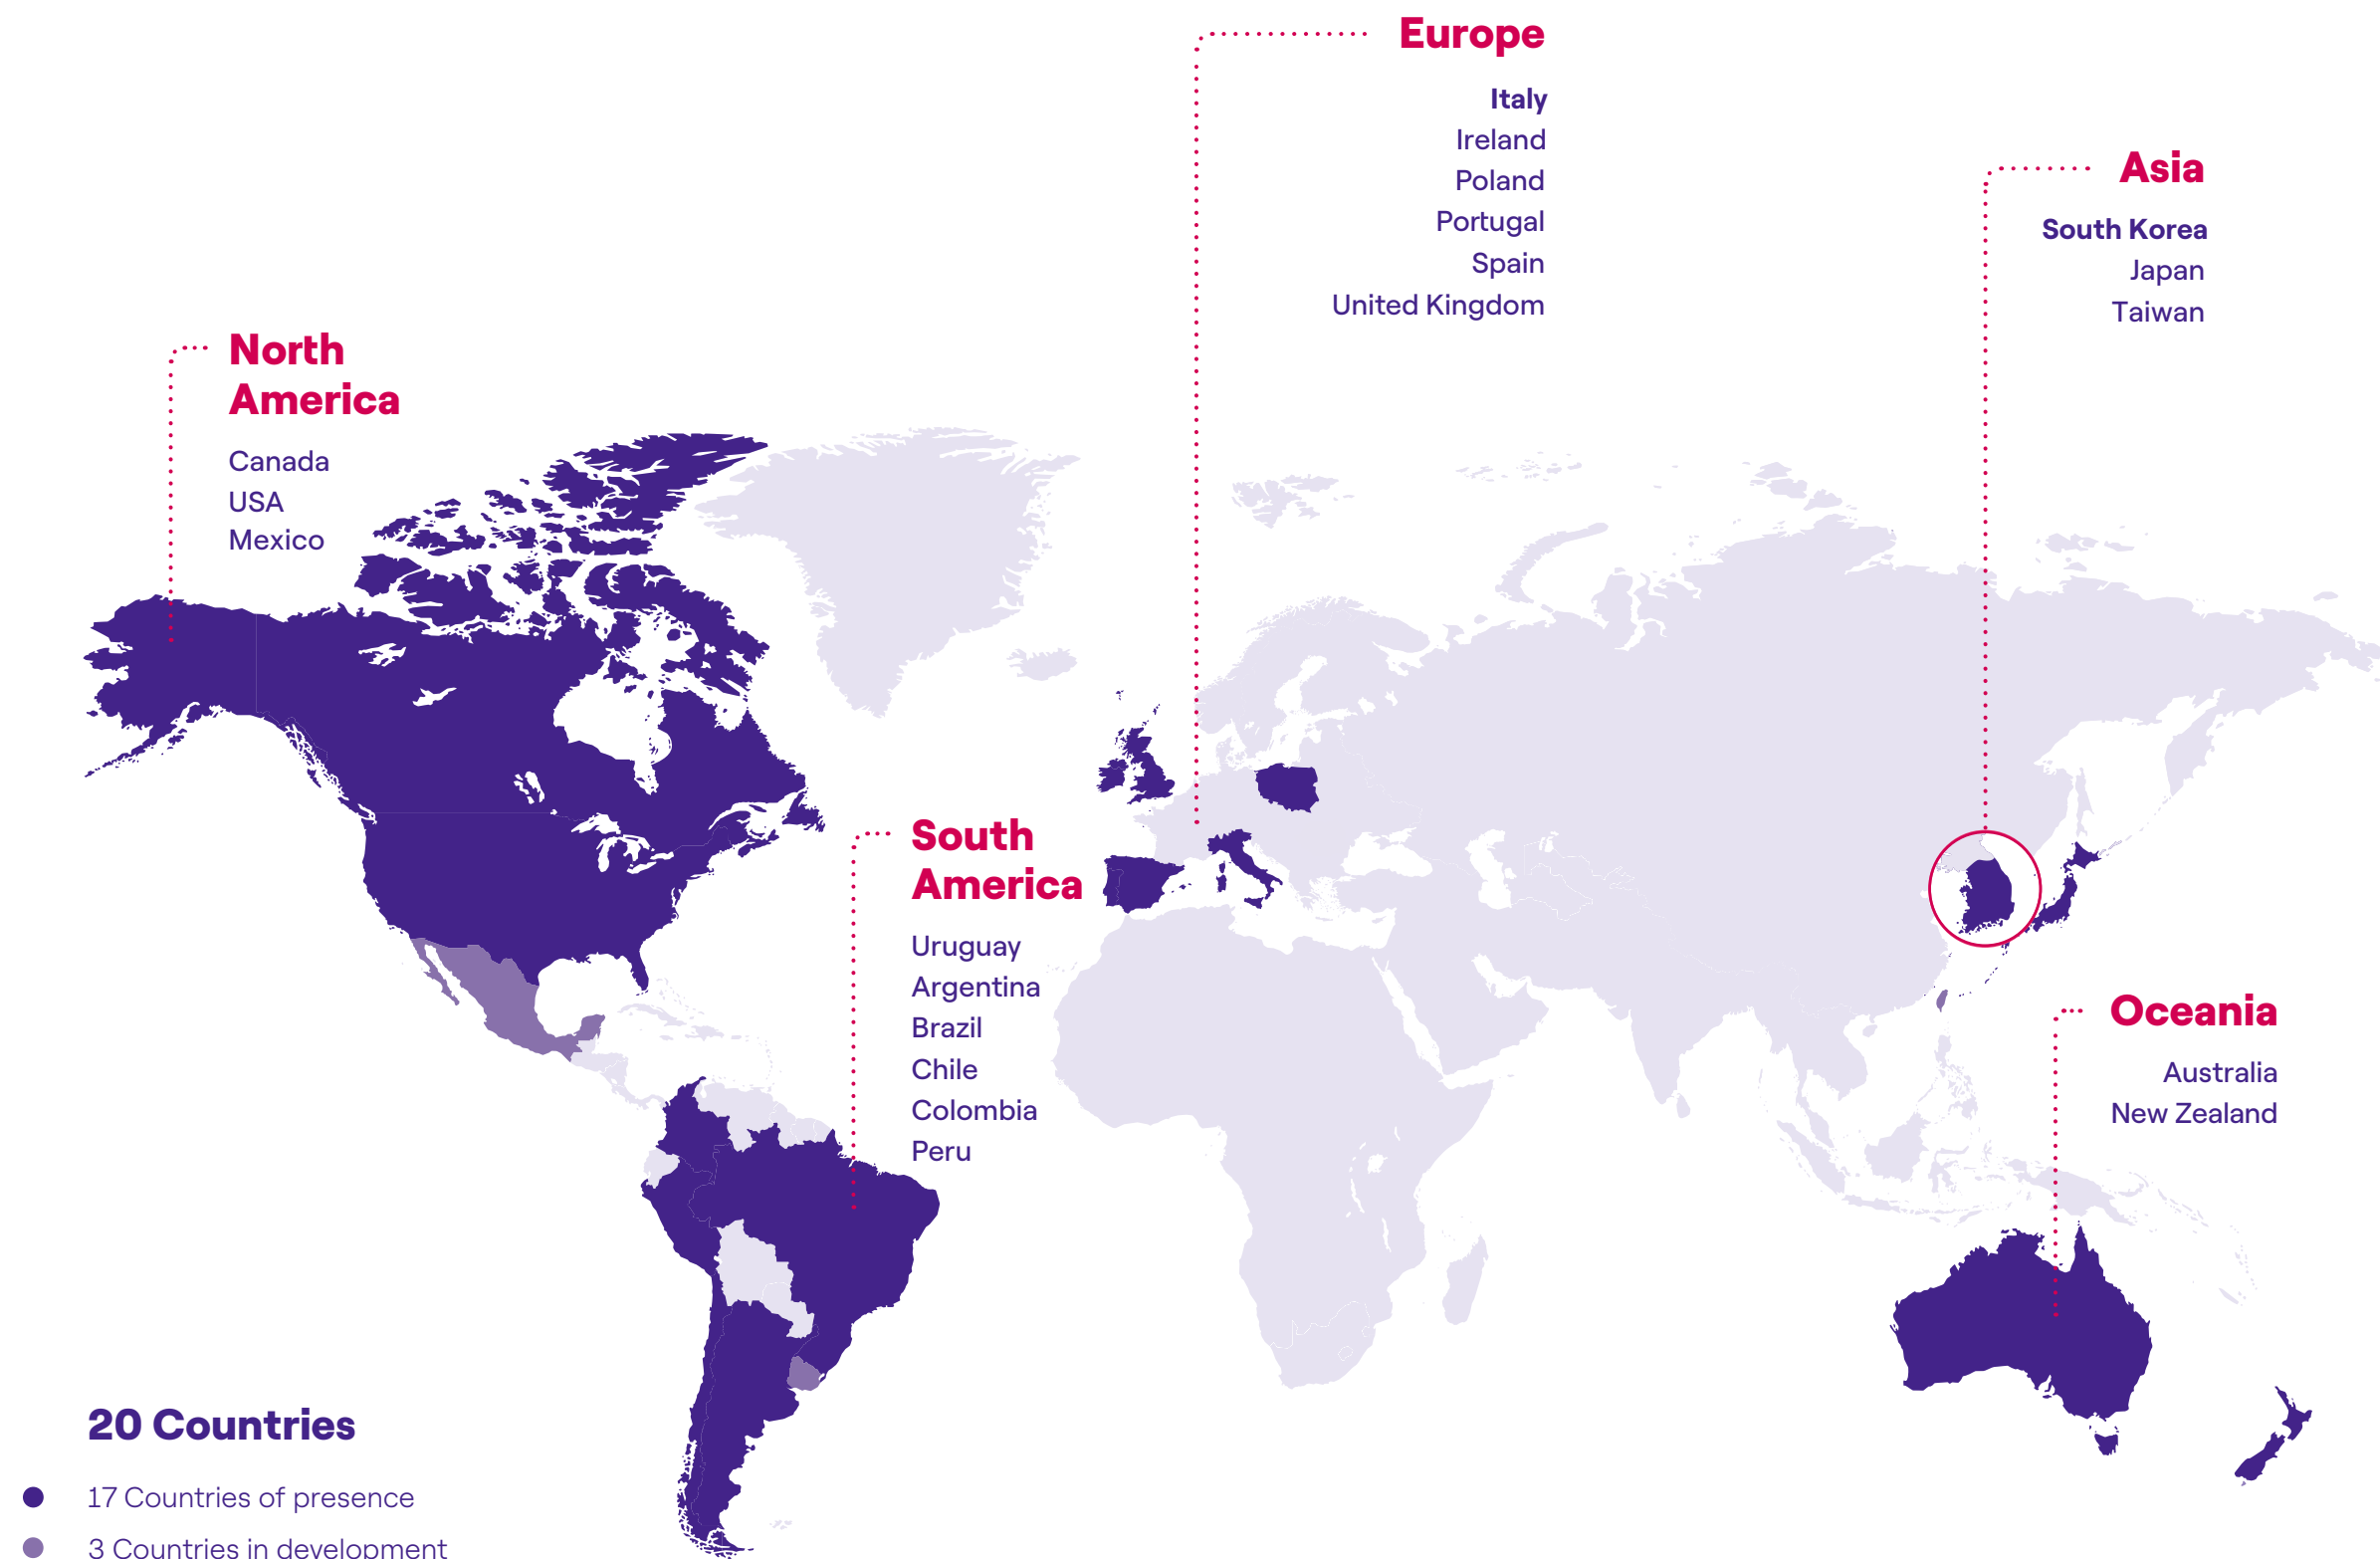 Europe
Italy
Ireland
Poland
Portugal
Spain
United Kingdom
Asia
South Korea
Japan
Taiwan
North
America
Canada
USA
Mexico
South
America
Uruguay
Argentina
Brazil
Chile
Colombia
Peru
Oceania
Australia
New Zealand
20 Countries
17 Countries of presence
3 Countries in development